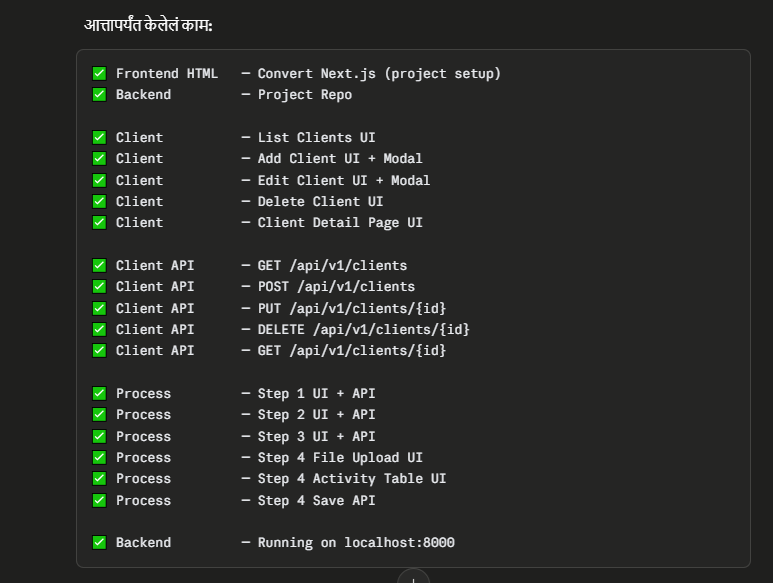 आत्तापर्यंत केलेलं काम:
✅ Frontend HTML — Convert Next.js (project setup)
✅ Backend — Project Repo
✅ Client — List Clients UI
✅ Client — Add Client UI + Modal
✅ Client — Edit Client UI + Modal
✅ Client — Delete Client UI
✅ Client — Client Detail Page UI
✅ Client API — GET /api/v1/clients
✅ Client API — POST /api/v1/clients
✅ Client API — PUT /api/v1/clients/{id}
✅ Client API — DELETE /api/v1/clients/{id}
✅ Client API — GET /api/v1/clients/{id}
✅ Process — Step 1 UI + API
✅ Process — Step 2 UI + API
✅ Process — Step 3 UI + API
✅ Process — Step 4 File Upload UI
✅ Process — Step 4 Activity Table UI
✅ Process — Step 4 Save API
✅ Backend — Running on localhost:8000